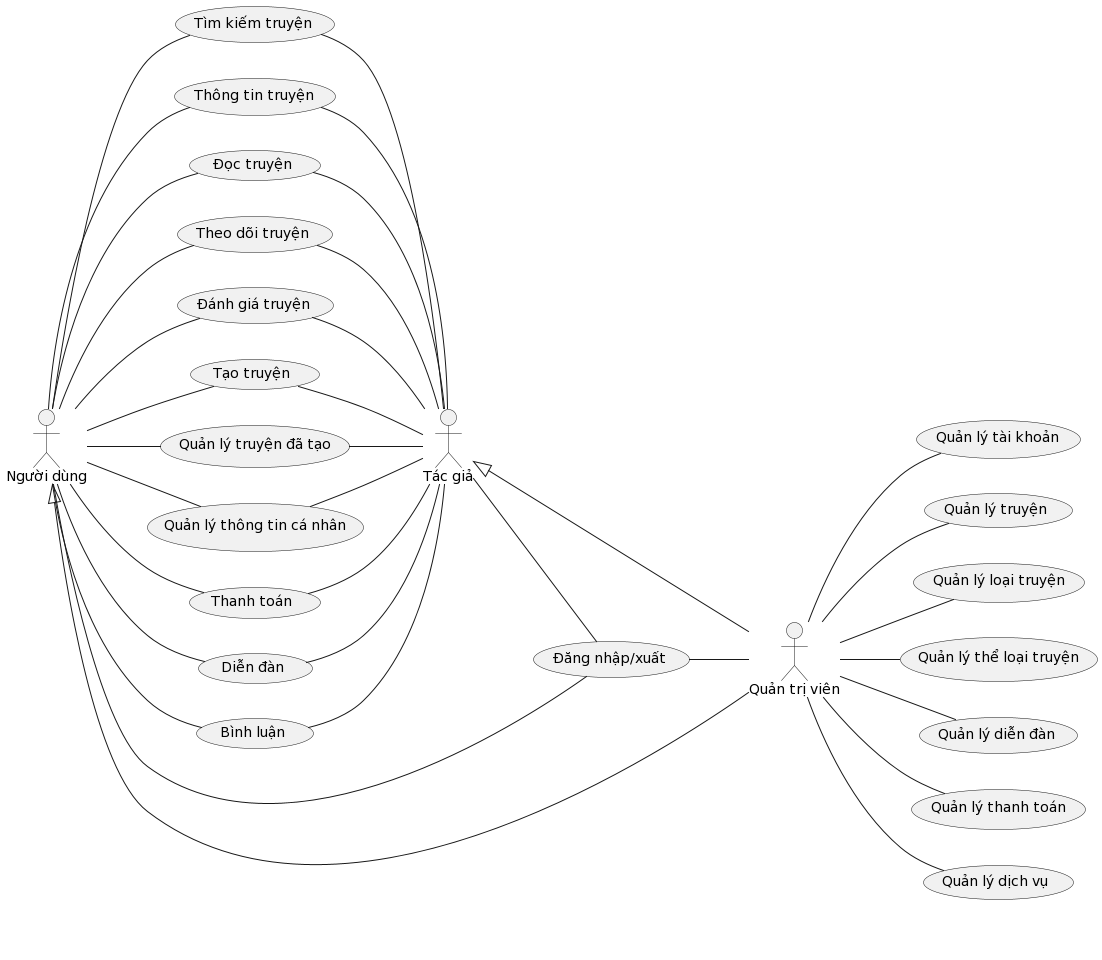 Tìm kiếm truyện
Thông tin truyện
Đọc truyện
Theo dõi truyện
Đánh giá truyện
Tạo truyện
Quản lý truyện đã tạo
Người dùng
Tác giả
Quản lý thông tin cá nhân
Thanh toán
Diễn đàn
Bình luận
Đăng nhập/xuất
Quản trị viên
Quản lý tài khoản
Quản lý truyện
Quản lý loại truyện
Quản lý thể loại truyện
Quản lý diễn đàn
Quản lý thanh toán
Quản lý dịch vụ